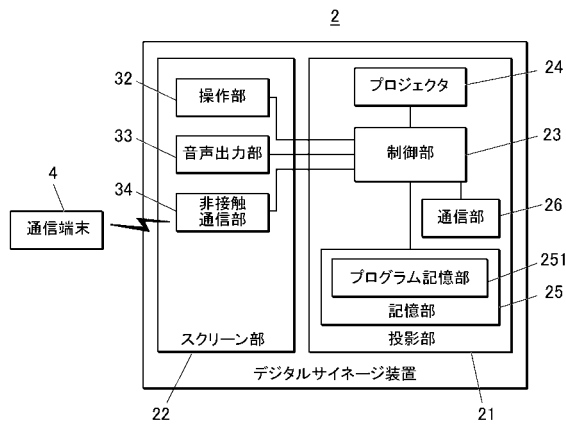 2
32
操作部
プロジェクタ
24
33
音声出力部
制御部
23
4
34
通信端末
非接触
通信部
通信部
26
プログラム記憶部
251
記憶部
25
スクリーン部
投影部
デジタルサイネージ装置
22
21